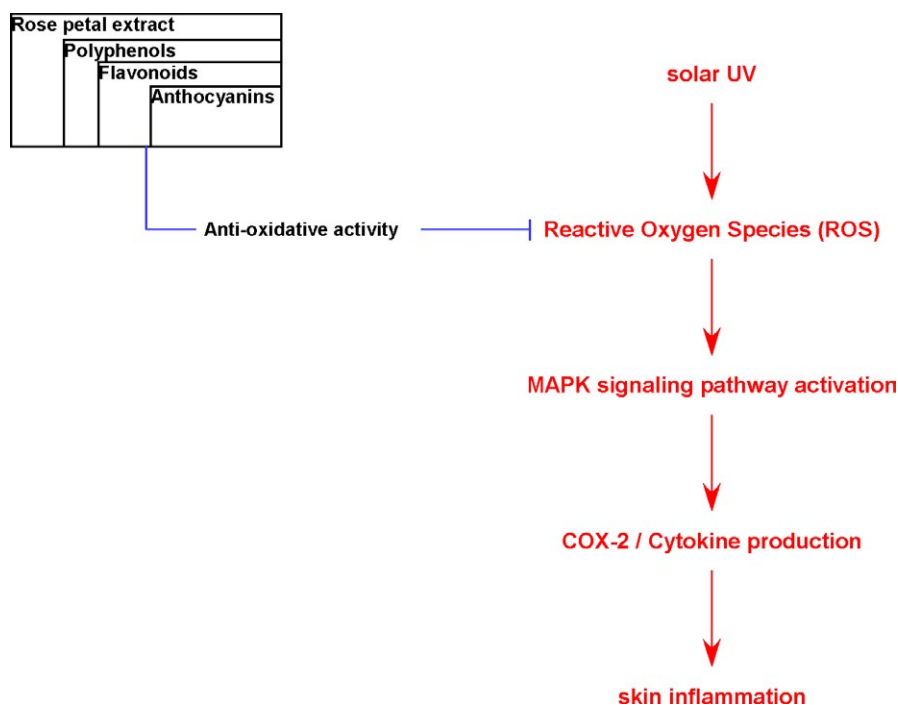 Rose petal extract
Polyphenols
Flavonoids
Anthocyanins
solar UV
Anti-oxidative activity
Reactive Oxygen Species (ROS)
MAPK signaling pathway activation
COX-2 / Cytokine production
skin inflammation